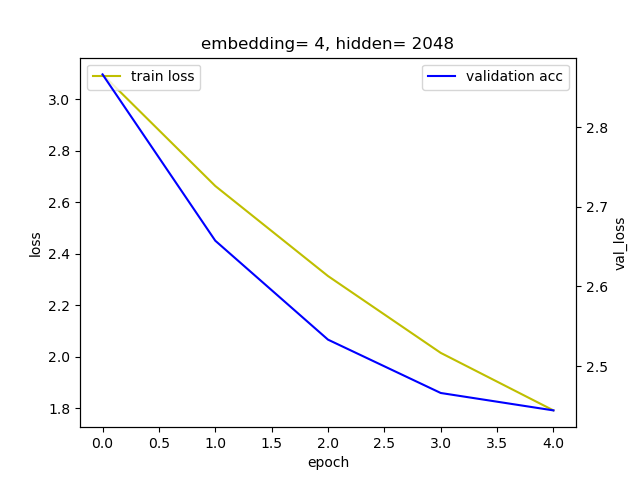 embedding= 4, hidden= 2048
train loss
validation acc
3.0
2.8
2.6
2.4
2.2
2.0
1.8
loss
2.8
2.7
2.6
2.5
val_loss
0.0 0.5 1.0 1.5 2.0 2.5 3.0 3.5 4.0
epoch